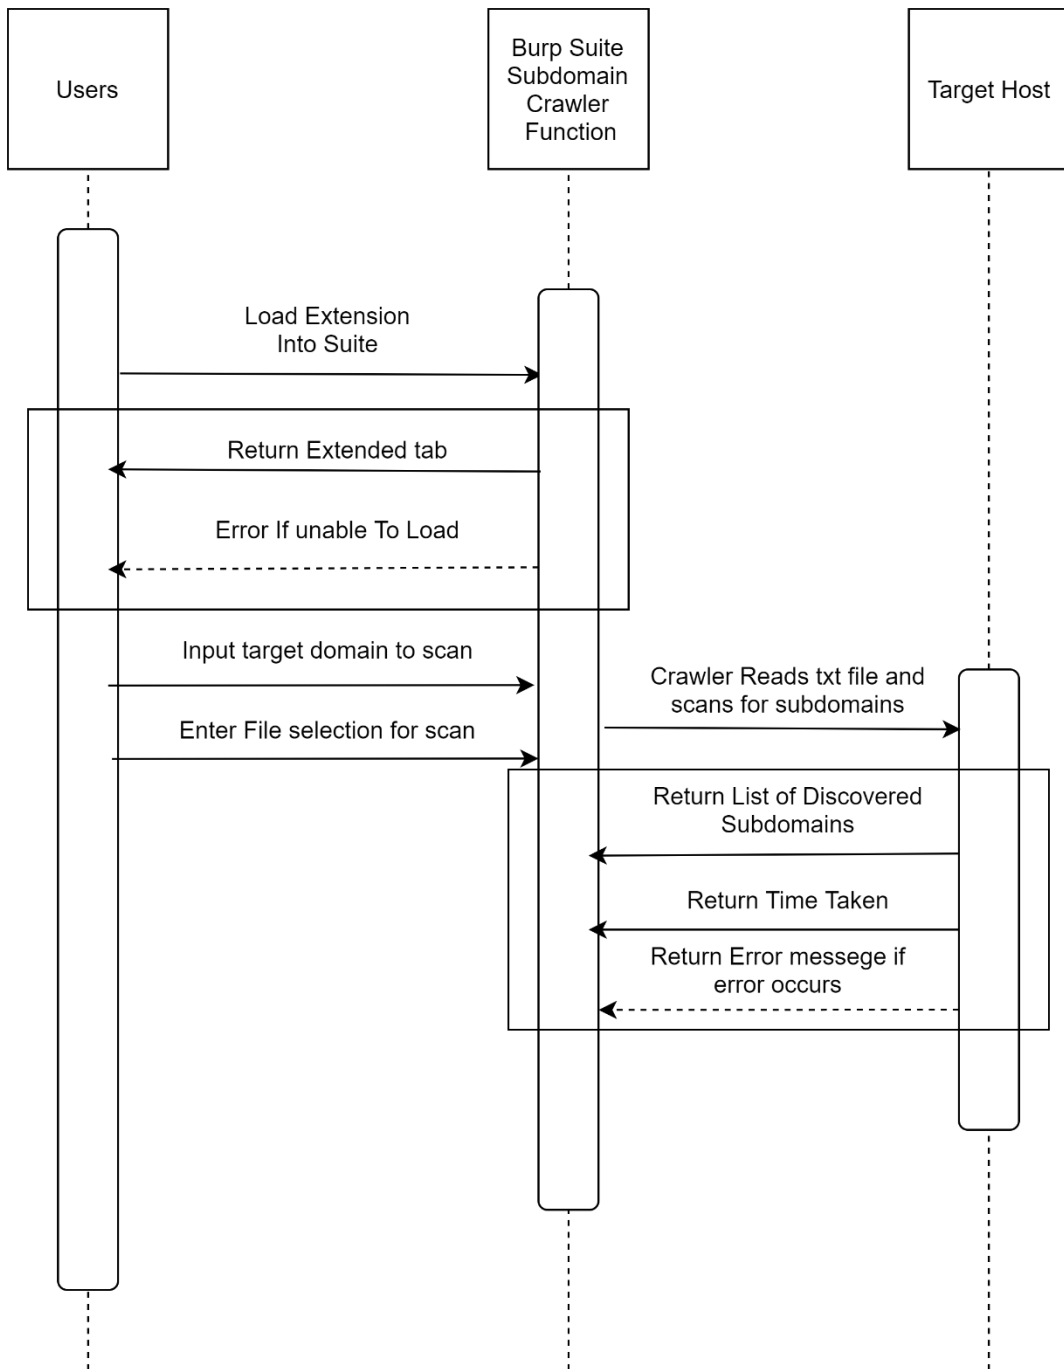 Users
Burp Suite
Subdomain
Crawler
Function
Target Host
Load Extension
Into Suite
Return Extended tab
Error If unable To Load
Input target domain to scan
Crawler Reads txt file and
scans for subdomains
Enter File selection for scan
Return List of Discovered
Subdomains
Return Time Taken
Return Error messege if
error occurs